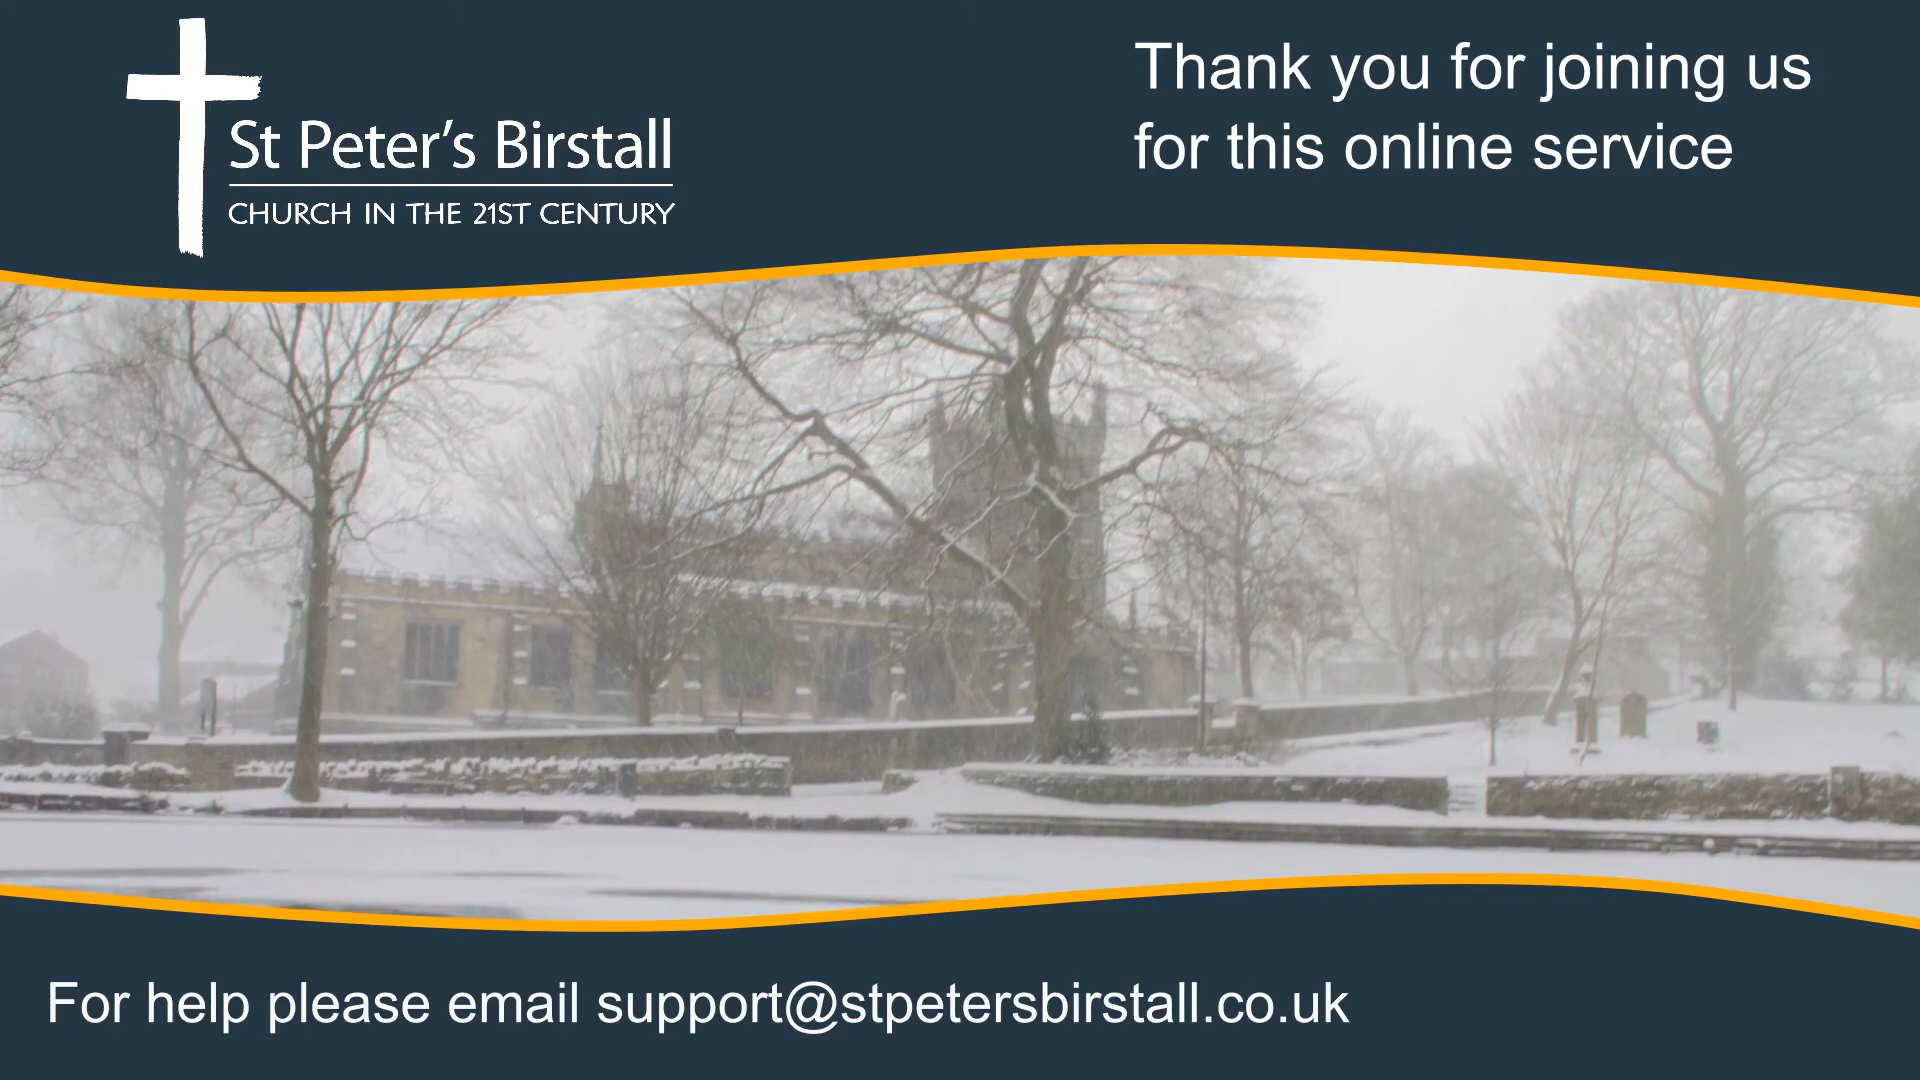 St Peter's Birstall
CHURCH IN THE 21ST CENTURY
Thank you for joining us
for this online service
For help please email support@stpetersbirstall.co.uk